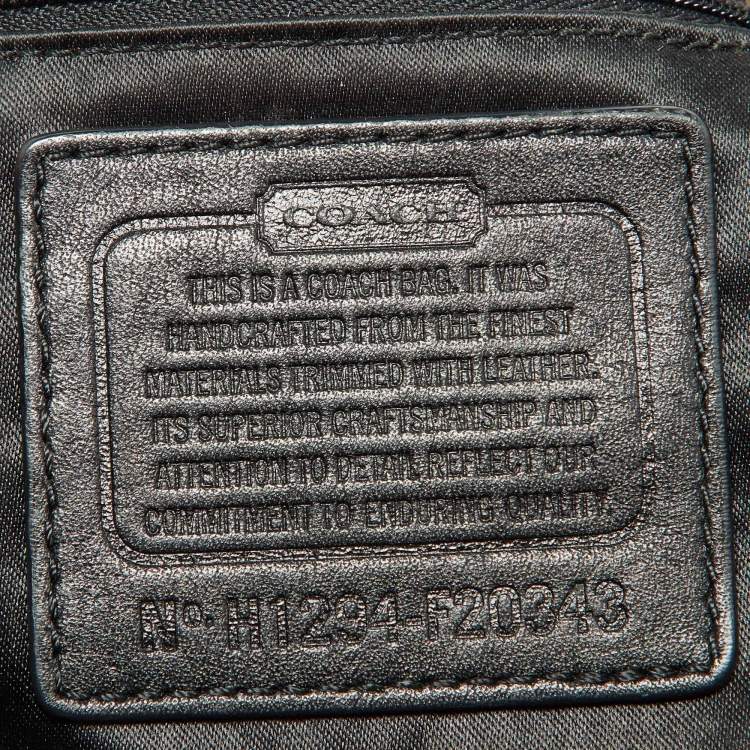 COACH
THIS IS A COACH BAG. IT WAS
HANDCRAFTED FROM THE FINEST
MATERIALS TRIMMED WITH LEATHER.
ITS SUPERIOR CRAFTSMANSHIP AND
ATTENTION TO DETAIL REFLECT OUR
COMMITMENT TO ENDURING QUALITY.
Nº H1294-F20343